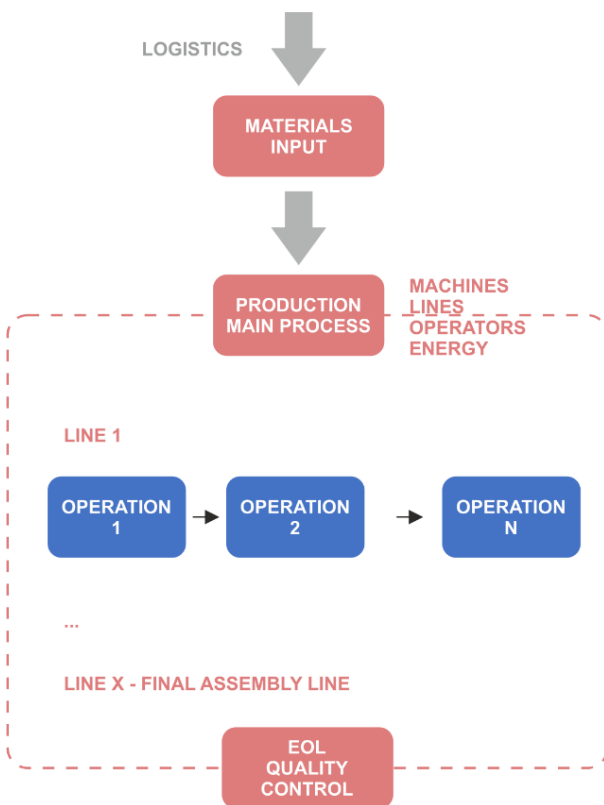 LOGISTICS
MATERIALS
INPUT
PRODUCTION
MAIN PROCESS
MACHINES
LINES
OPERATORS
ENERGY
LINE 1
OPERATION
1
OPERATION
2
OPERATION
N
...
LINE X - FINAL ASSEMBLY LINE
EOL
QUALITY
CONTROL